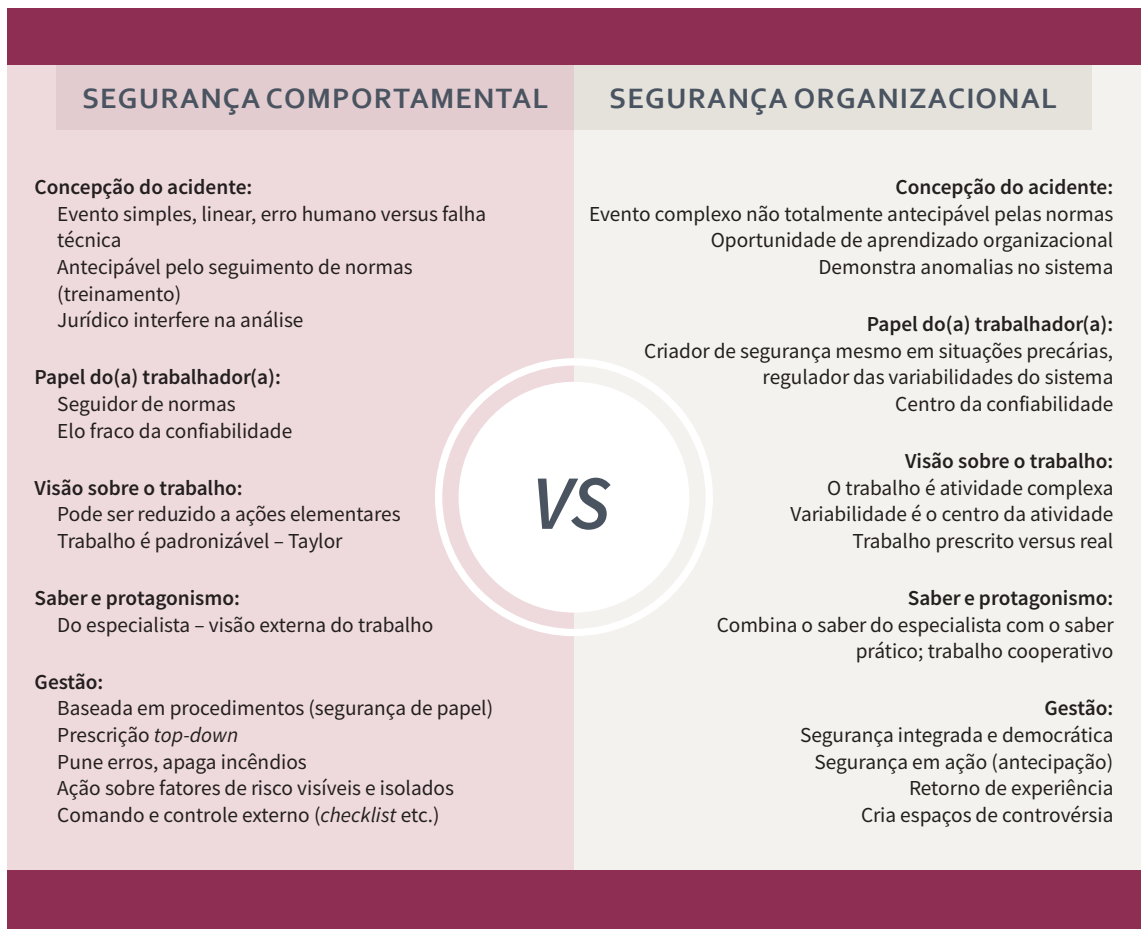 SEGURANÇA COMPORTAMENTAL
Concepção do acidente:
Evento simples, linear, erro humano versus falha
técnica
Antecipável pelo seguimento de normas
(treinamento)
Jurídico interfere na análise
Papel do(a) trabalhador(a):
Seguidor de normas
Elo fraco da confiabilidade
Visão sobre o trabalho:
Pode ser reduzido a ações elementares
Trabalho é padronizável – Taylor
Saber e protagonismo:
Do especialista – visão externa do trabalho
Gestão:
Baseada em procedimentos (segurança de papel)
Prescrição top-down
Pune erros, apaga incêndios
Ação sobre fatores de risco visíveis e isolados
Comando e controle externo (checklist etc.)
VS
SEGURANÇA ORGANIZACIONAL
Concepção do acidente:
Evento complexo não totalmente antecipável pelas normas
Oportunidade de aprendizado organizacional
Demonstra anomalias no sistema
Papel do(a) trabalhador(a):
Criador de segurança mesmo em situações precárias,
regulador das variabilidades do sistema
Centro da confiabilidade
Visão sobre o trabalho:
O trabalho é atividade complexa
Variabilidade é o centro da atividade
Trabalho prescrito versus real
Saber e protagonismo:
Combina o saber do especialista com o saber
prático; trabalho cooperativo
Gestão:
Segurança integrada e democrática
Segurança em ação (antecipação)
Retorno de experiência
Cria espaços de controvérsia